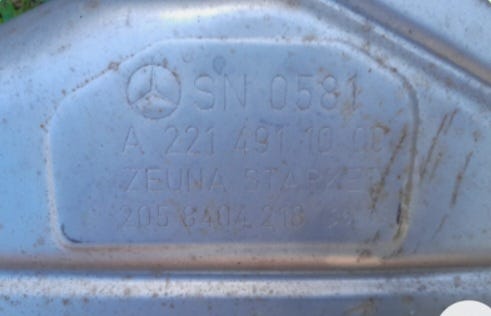 SN 0581
A 221 491 10 00
ZEUNA STARKER
205 8404 218